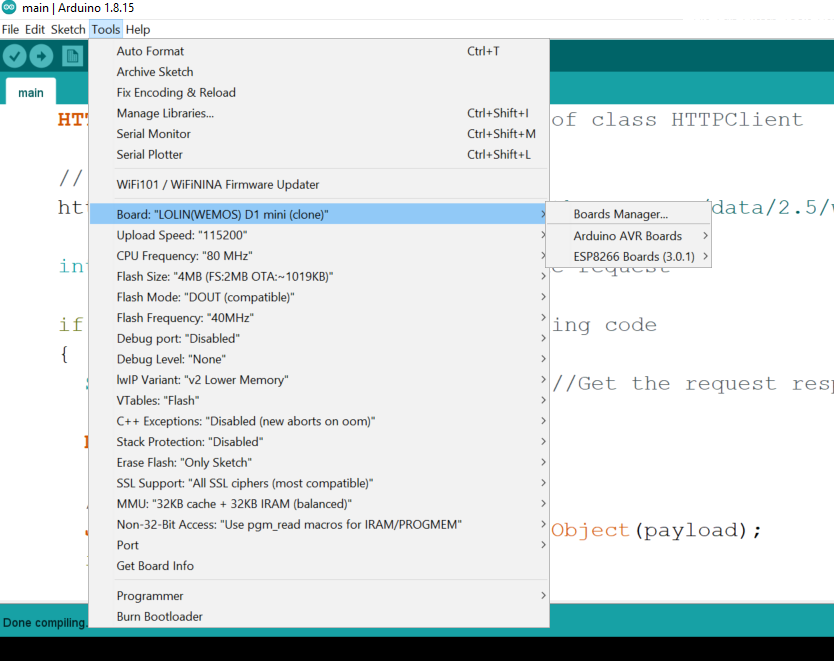 main | Arduino 1.8.15
File Edit Sketch Tools Help
main
Auto Format Ctrl+T
Archive Sketch
Fix Encoding & Reload
Manage Libraries... Ctrl+Shift+I
Serial Monitor Ctrl+Shift+M
Serial Plotter Ctrl+Shift+L
WiFi101 / WiFiNINA Firmware Updater
Board: "LOLIN(WEMOS) D1 mini (clone)"
Upload Speed: "115200"
CPU Frequency: "80 MHz"
Flash Size: "4MB (FS:2MB OTA:~1019KB)"
Flash Mode: "DOUT (compatible)"
Flash Frequency: "40MHz"
Debug port: "Disabled"
Debug Level: "None"
lwIP Variant: "v2 Lower Memory"
VTables: "Flash"
C++ Exceptions: "Disabled (new aborts on oom)"
Stack Protection: "Disabled"
Erase Flash: "Only Sketch"
SSL Support: "All SSL ciphers (most compatible)"
MMU: "32KB cache + 32KB IRAM (balanced)"
Non-32-Bit Access: "Use pgm_read macros for IRAM/PROGMEM"
Port
Get Board Info
Programmer
Burn Bootloader
Boards Manager...
Arduino AVR Boards
ESP8266 Boards (3.0.1)
of class HTTPClient
//
/data/2.5/
request
if
ing code
{
//Get the request
Object(payload);
Done compiling.